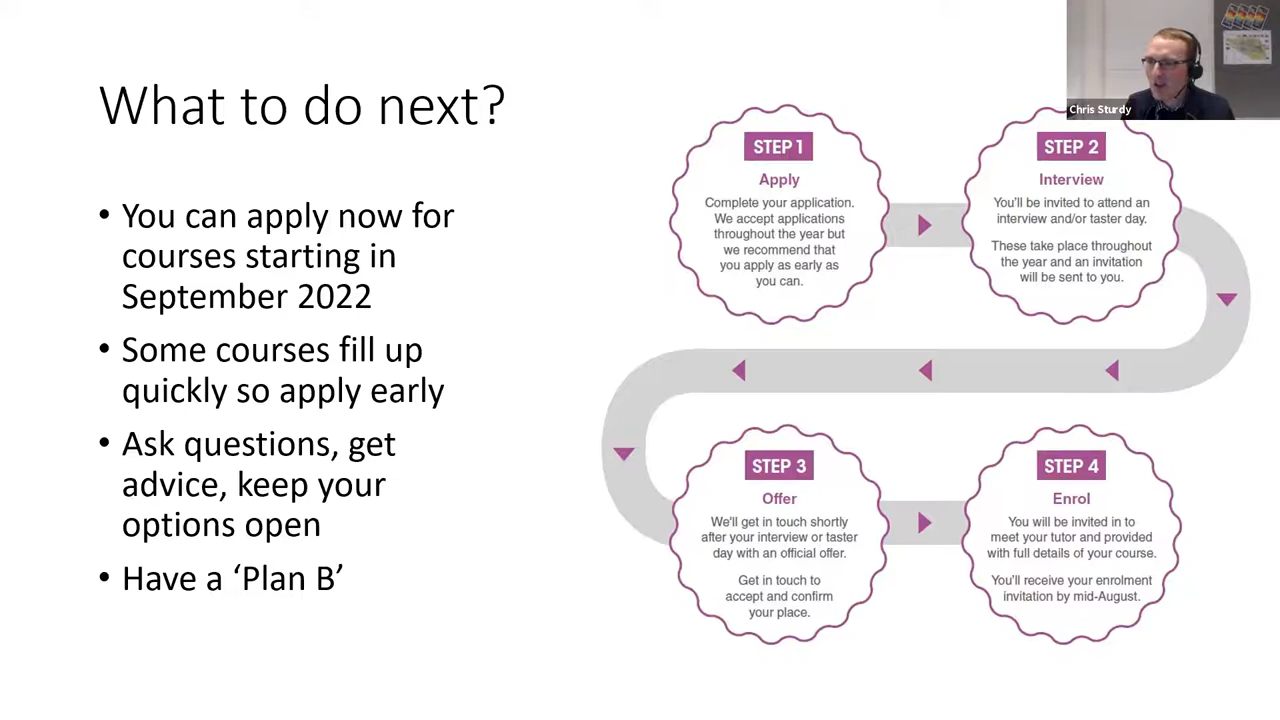 What to do next?
• You can apply now for
courses starting in
September 2022
• Some courses fill up
quickly so apply early
• Ask questions, get
advice, keep your
options open
• Have a ‘Plan B’
Chris Sturdy
STEP 1
Apply
Complete your application.
We accept applications
throughout the year but
we recommend that
you apply as early as
you can.
STEP 2
Interview
You'll be invited to attend an
interview and/or taster day.
These take place throughout
the year and an invitation
will be sent to you.
STEP 3
Offer
We'll get in touch shortly
after your interview or taster
day with an official offer.
Get in touch to
accept and confirm
your place.
STEP 4
Enrol
You will be invited in to
meet your tutor and provided
with full details of your course.
You'll receive your enrolment
invitation by mid-August.